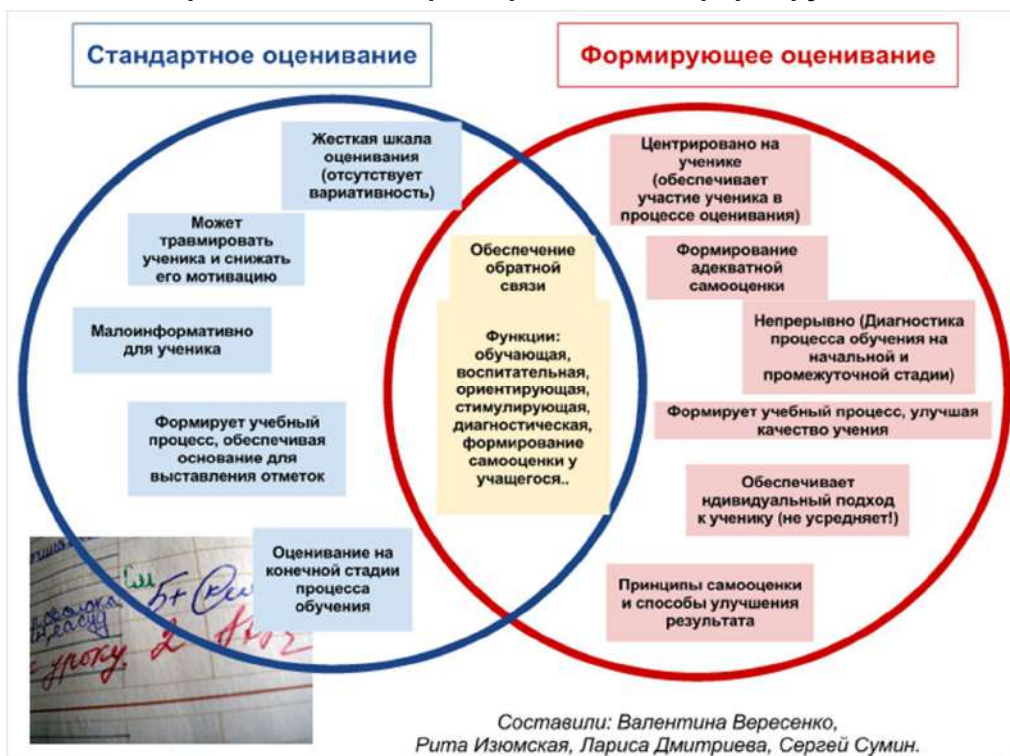 Стандартное оценивание
Формирующее оценивание
Жесткая шкала
оценивания
(отсутствует
вариативность)
Может
травмировать
ученика и снижать
его мотивацию
Малоинформативно
для ученика
Формирует учебный
процесс, обеспечивая
основание для
выставления отметок
Оценивание на
конечной стадии
процесса
обучения
Обеспечение
обратной
связи
Функции:
обучающая,
воспитательная,
ориентирующая,
стимулирующая,
диагностическая,
формирование
самооценки у
учащегося..
Центрировано на
ученике
(обеспечивает
участие ученика в
процессе оценивания)
Формирование
адекватной
самооценки
Непрерывно (Диагностика
процесса обучения на
начальной и
промежуточной стадии)
Формирует учебный процесс, улучшая
качество учения
Обеспечивает
ндивидуальный подход
к ученику (не усредняет!)
Принципы самооценки
и способы улучшения
результата
5+
уроку. 2
Составили: Валентина Вересенко,
Рита Изюмская, Лариса Дмитриева, Сергей Сумин.